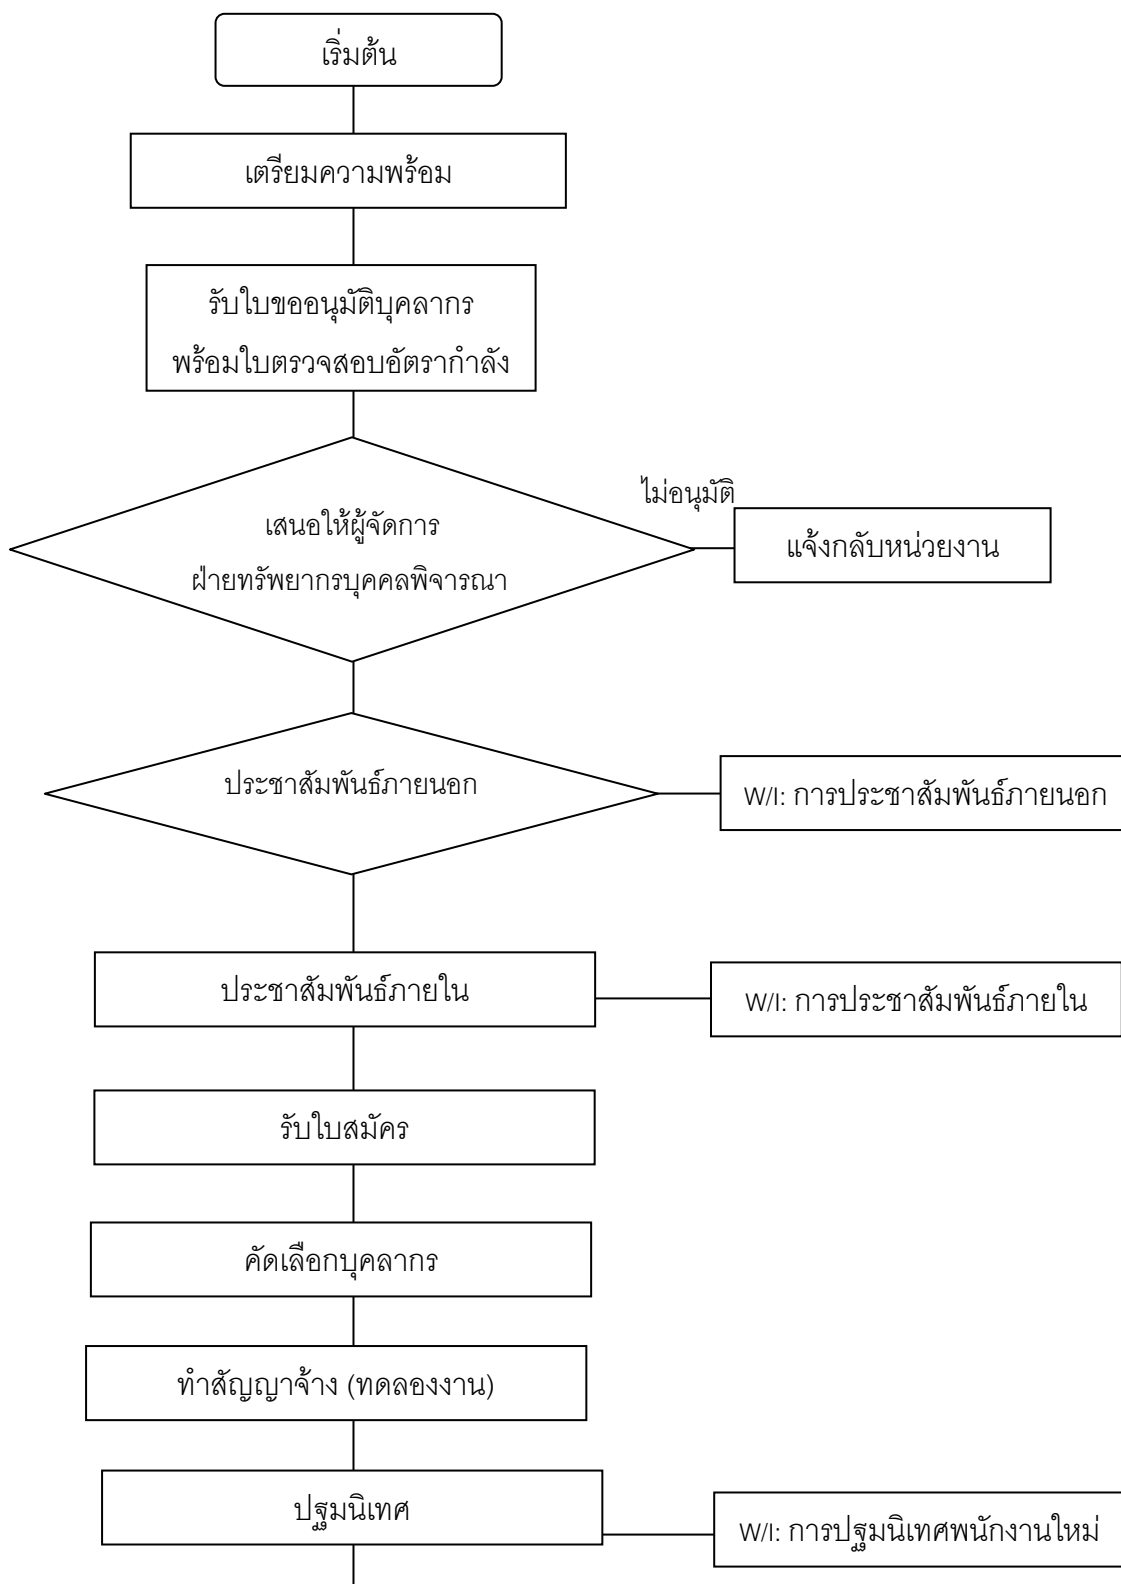 เริ่มต้น
เตรียมความพร้อม
รับใบขออนุมัติบุคลากร
พร้อมใบตรวจสอบอัตรากำลัง
ไม่อนุมัติ
เสนอให้ผู้จัดการ
ฝ่ายทรัพยากรบุคคลพิจารณา
แจ้งกลับหน่วยงาน
ประชาสัมพันธ์ภายนอก
W/I: การประชาสัมพันธ์ภายนอก
ประชาสัมพันธ์ภายใน
W/I: การประชาสัมพันธ์ภายใน
รับใบสมัคร
คัดเลือกบุคลากร
ทำสัญญาจ้าง (ทดลองงาน)
ปฐมนิเทศ
W/I: การปฐมนิเทศพนักงานใหม่